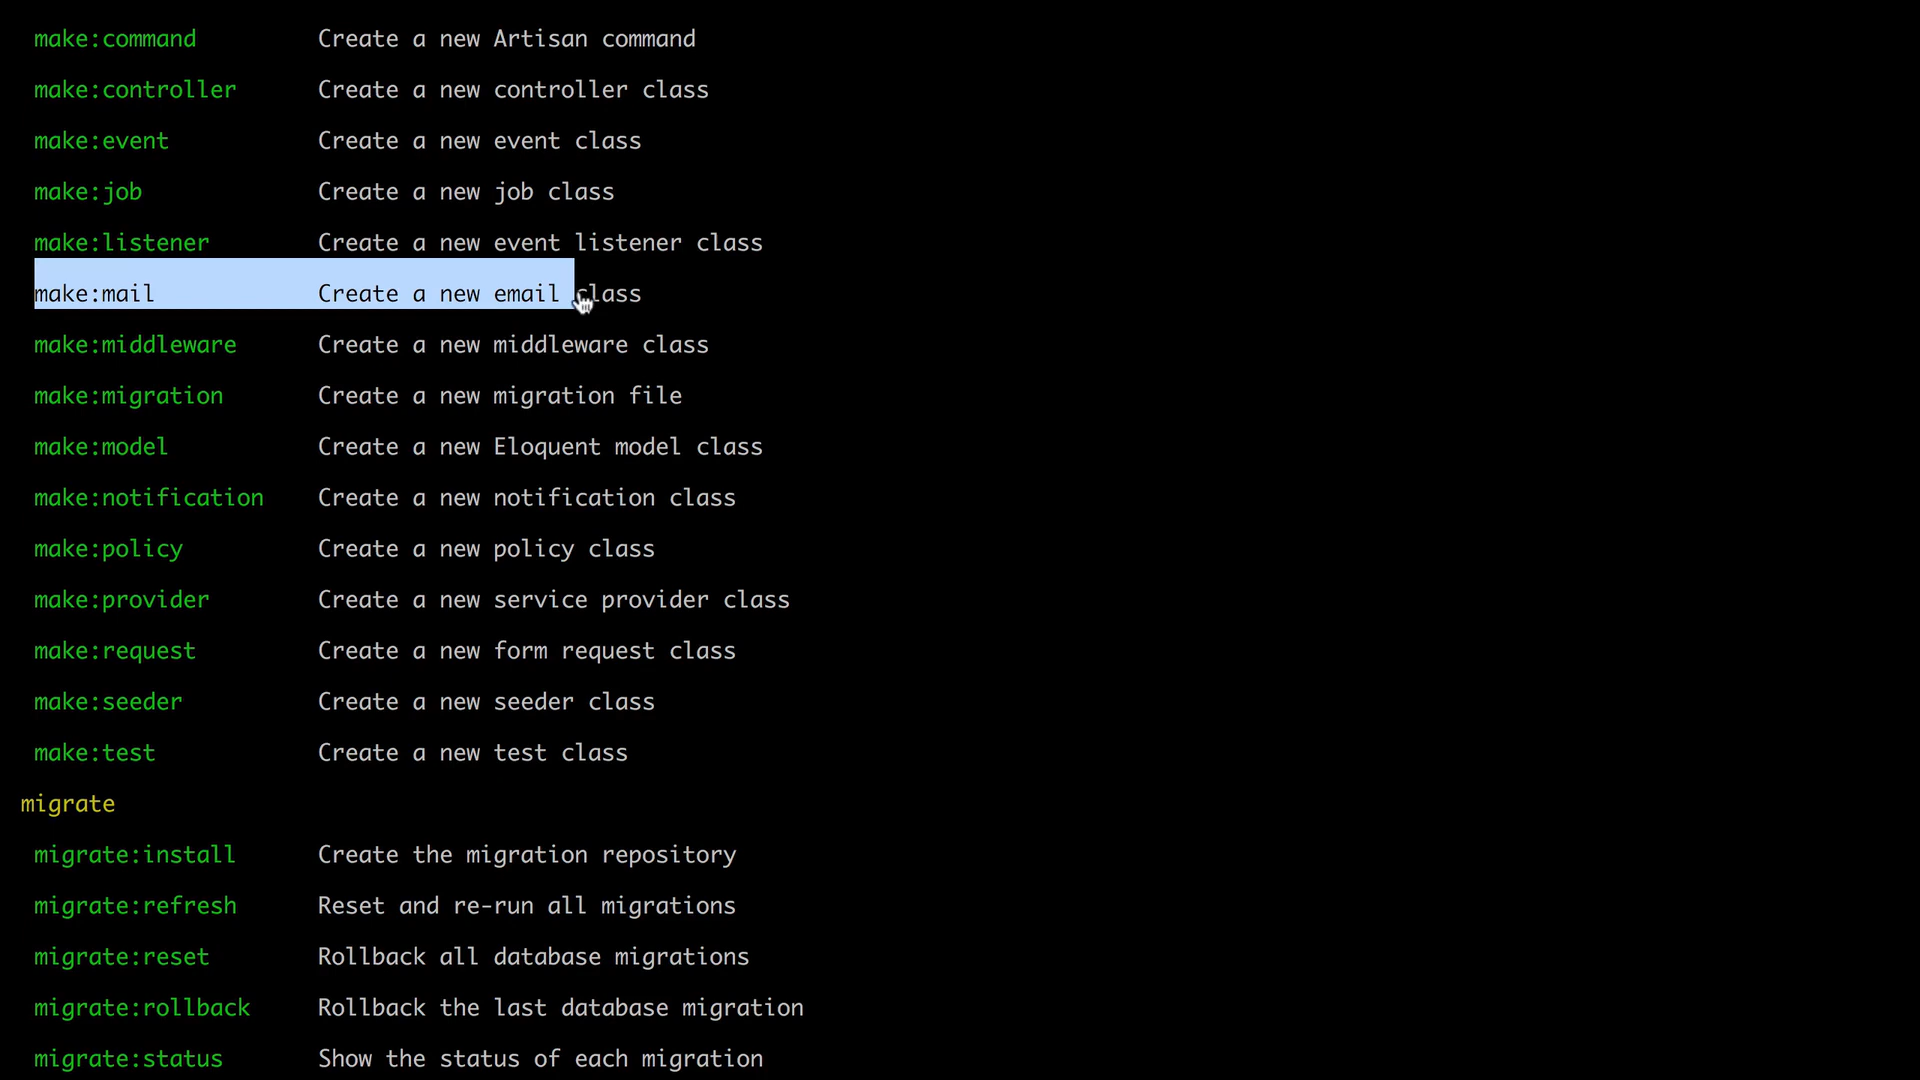 make:command Create a new Artisan command
make:controller Create a new controller class
make:event Create a new event class
make:job Create a new job class
make:listener Create a new event listener class
make:mail Create a new email class
make:middleware Create a new middleware class
make:migration Create a new migration file
make:model Create a new Eloquent model class
make:notification Create a new notification class
make:policy Create a new policy class
make:provider Create a new service provider class
make:request Create a new form request class
make:seeder Create a new seeder class
make:test Create a new test class
migrate
migrate:install Create the migration repository
migrate:refresh Reset and re-run all migrations
migrate:reset Rollback all database migrations
migrate:rollback Rollback the last database migration
migrate:status Show the status of each migration